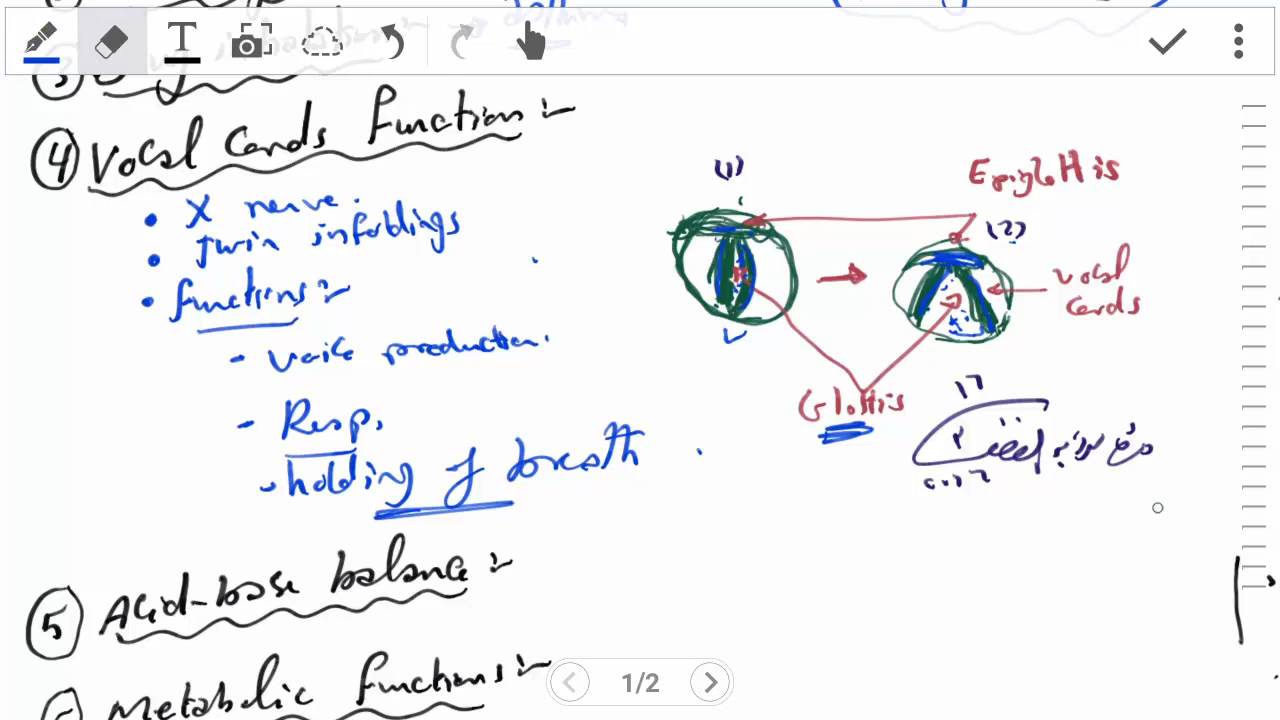 T
③
④ Vocal Cords Function :-
• X nerve.
• Twin infoldings
• functions :-
- Voice production.
- Resp.
- holding of breath
(1)
Epiglottis
(2)
Vocal
Cords
Glottis
⑤ Acid-base balance :-
Metabolic functions :-
1/2